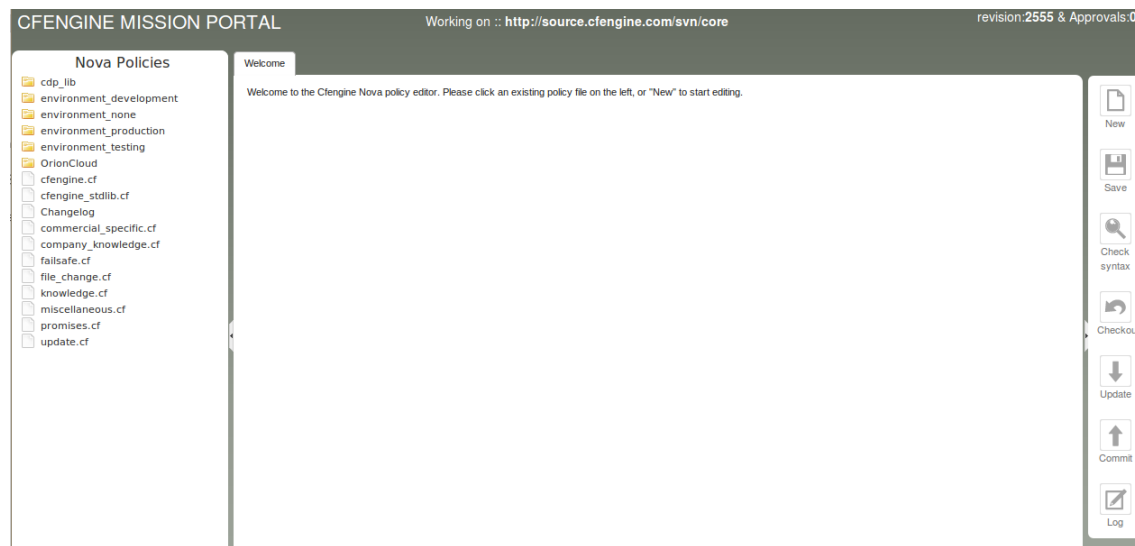 CFENGINE MISSION PORTAL
Working on :: http://source.cfengine.com/svn/core
revision:2555 & Approvals:0
Nova Policies
cdp_lib
environment_development
environment_none
environment_production
environment_testing
OrionCloud
cfengine.cf
cfengine_stdlib.cf
Changelog
commercial_specific.cf
company_knowledge.cf
failsafe.cf
file_change.cf
knowledge.cf
miscellaneous.cf
promises.cf
update.cf
Welcome
Welcome to the Cfengine Nova policy editor. Please click an existing policy file on the left, or "New" to start editing.
New
Save
Check
syntax
Checkou
Update
Commit
Log